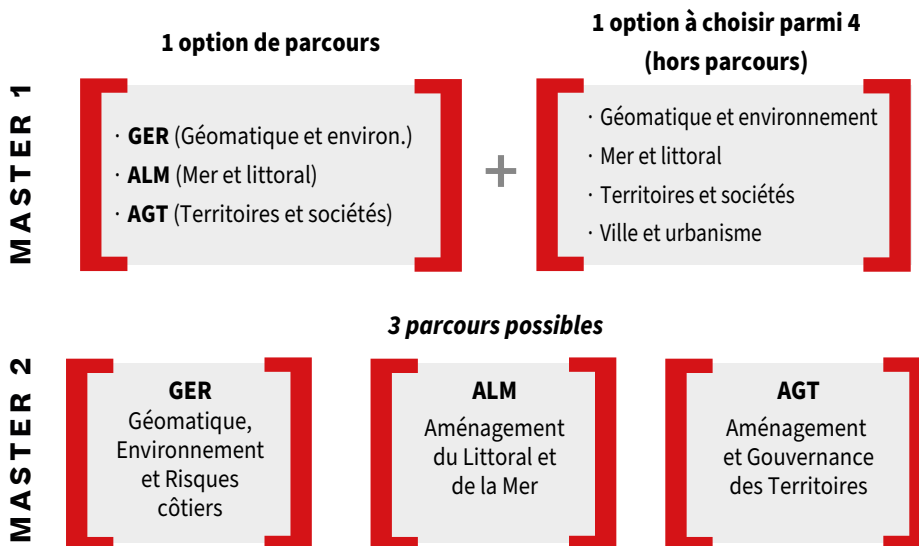 MASTER 1
1 option de parcours
· GER (Géomatique et environ.)
· ALM (Mer et littoral)
· AGT (Territoires et sociétés)
+
1 option à choisir parmi 4
(hors parcours)
· Géomatique et environnement
· Mer et littoral
· Territoires et sociétés
· Ville et urbanisme
MASTER 2
3 parcours possibles
GER
Géomatique,
Environnement
et Risques
côtiers
ALM
Aménagement
du Littoral et
de la Mer
AGT
Aménagement
et Gouvernance
des Territoires